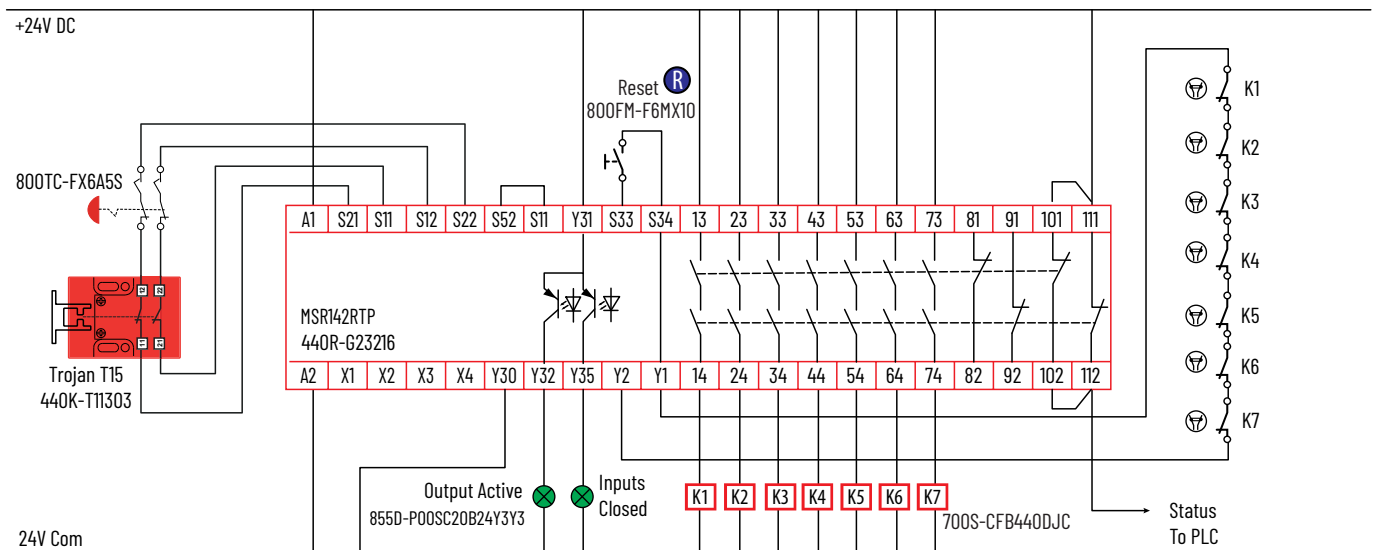 +24V DC
Reset R
800FM-F6MX10
K1
K2
800TC-FX6A5S
K3
A1 S21 S11 S12 S22 S52 S11 Y31 S33 S34 13 23 33 43 53 63 73 81 91 101 111
K4
12 22
MSR142RTP
440R-G23216
K5
11 21
K6
Trojan T15
440K-T11303
A2 X1 X2 X3 X4 Y30 Y32 Y35 Y2 Y1 14 24 34 44 54 64 74 82 92 102 112
K7
Output Active
855D-P00SC20B24Y3Y3
Inputs
Closed
K1 K2 K3 K4 K5 K6 K7
700S-CFB440DJC
Status
To PLC
24V Com